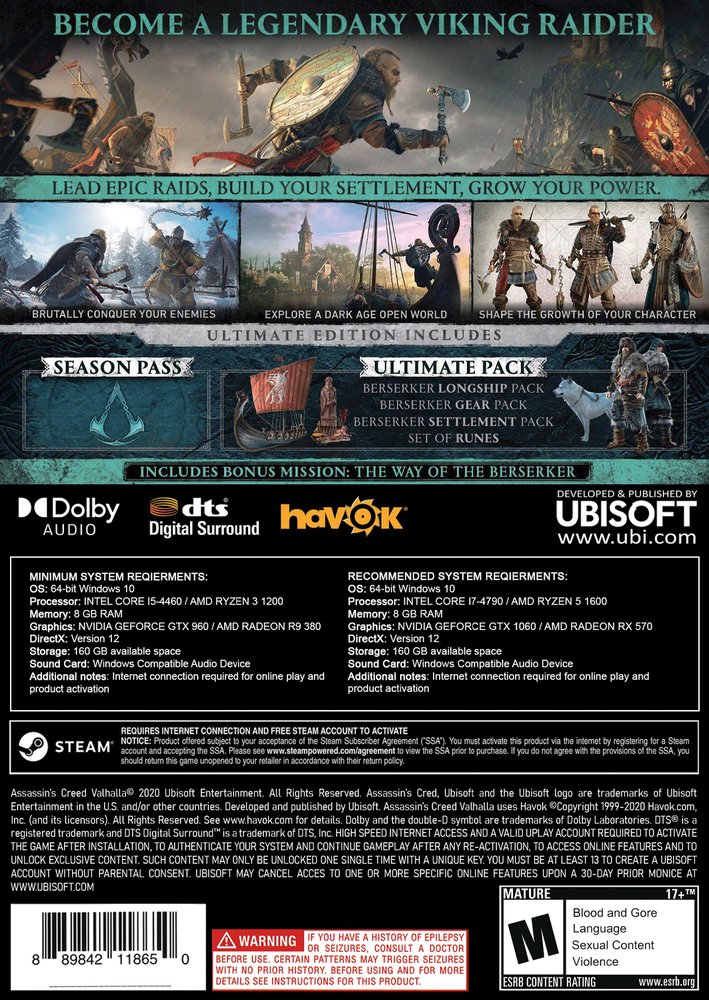 BECOME A LEGENDARY VIKING RAIDER
LEAD EPIC RAIDS, BUILD YOUR SETTLEMENT, GROW YOUR POWER.
BRUTALLY CONQUER YOUR ENEMIES
EXPLORE A DARK AGE OPEN WORLD
SHAPE THE GROWTH OF YOUR CHARACTER
ULTIMATE EDITION INCLUDES
SEASON PASS
ULTIMATE PACK
BERSERKER LONGSHIP PACK
BERSERKER GEAR PACK
BERSERKER SETTLEMENT PACK
SET OF RUNES
INCLUDES BONUS MISSION: THE WAY OF THE BERSERKER
Dolby
AUDIO
dts
Digital Surround
havok
DEVELOPED & PUBLISHED BY
UBISOFT
www.ubi.com
MINIMUM SYSTEM REQIERMENTS:
OS: 64-bit Windows 10
Processor: INTEL CORE I5-4460 / AMD RYZEN 3 1200
Memory: 8 GB RAM
Graphics: NVIDIA GEFORCE GTX 960 / AMD RADEON R9 380
DirectX: Version 12
Storage: 160 GB available space
Sound Card: Windows Compatible Audio Device
Additional notes: Internet connection required for online play and
product activation
RECOMMENDED SYSTEM REQIERMENTS:
OS: 64-bit Windows 10
Processor: INTEL CORE I7-4790 / AMD RYZEN 5 1600
Memory: 8 GB RAM
Graphics: NVIDIA GEFORCE GTX 1060 / AMD RADEON RX 570
DirectX: Version 12
Storage: 160 GB available space
Sound Card: Windows Compatible Audio Device
Additional notes: Internet connection required for online play and
product activation
STEAM
REQUIRES INTERNET CONNECTION AND FREE STEAM ACCOUNT TO ACTIVATE
NOTICE: Product offered subject to your acceptance of the Steam Subscriber Agreement ("SSA"). You must activate this product via the internet by registering for a Steam
account and accepting the SSA. Please see www.steampowered.com/agreement to view the SSA prior to purchase. If you do not agree with the provisions of the SSA, you
should return this game unopened to your retailer in accordance with their return policy.
Assassin's Creed Valhalla© 2020 Ubisoft Entertainment. All Rights Reserved. Assassin's Cred, Ubisoft and the Ubisoft logo are trademarks of Ubisoft
Entertainment in the U.S. and/or other countries. Developed and published by Ubisoft. Assassin's Creed Valhalla uses Havok ©Copyright 1999-2020 Havok.com,
Inc. (and its licensors). All Rights Reserved. See www.havok.com for details. Dolby and the double-D symbol are trademarks of Dolby Laboratories. DTS® is a
registered trademark and DTS Digital Surround™ is a trademark of DTS, Inc. HIGH SPEED INTERNET ACCESS AND A VALID UPLAY ACCOUNT REQUIRED TO ACTIVATE
THE GAME AFTER INSTALLATION, TO AUTHENTICATE YOUR SYSTEM AND CONTINUE GAMEPLAY AFTER ANY RE-ACTIVATION, TO ACCESS ONLINE FEATURES AND TO
UNLOCK EXCLUSIVE CONTENT. SUCH CONTENT MAY ONLY BE UNLOCKED ONE SINGLE TIME WITH A UNIQUE KEY. YOU MUST BE AT LEAST 13 TO CREATE A UBISOFT
ACCOUNT WITHOUT PARENTAL CONSENT. UBISOFT MAY CANCEL ACCES TO ONE OR MORE SPECIFIC ONLINE FEATURES UPON A 30-DAY PRIOR MONICE AT
WWW.UBISOFT.COM
8 89842 11865 0
WARNING IF YOU HAVE A HISTORY OF EPILEPSY
OR SEIZURES, CONSULT A DOCTOR
BEFORE USE. CERTAIN PATTERNS MAY TRIGGER SEIZURES
WITH NO PRIOR HISTORY. BEFORE USING AND FOR MORE
DETAILS SEE INSTRUCTIONS FOR THIS PRODUCT.
MATURE 17+™
M
Blood and Gore
Language
Sexual Content
Violence
ESRB CONTENT RATING www.esrb.org